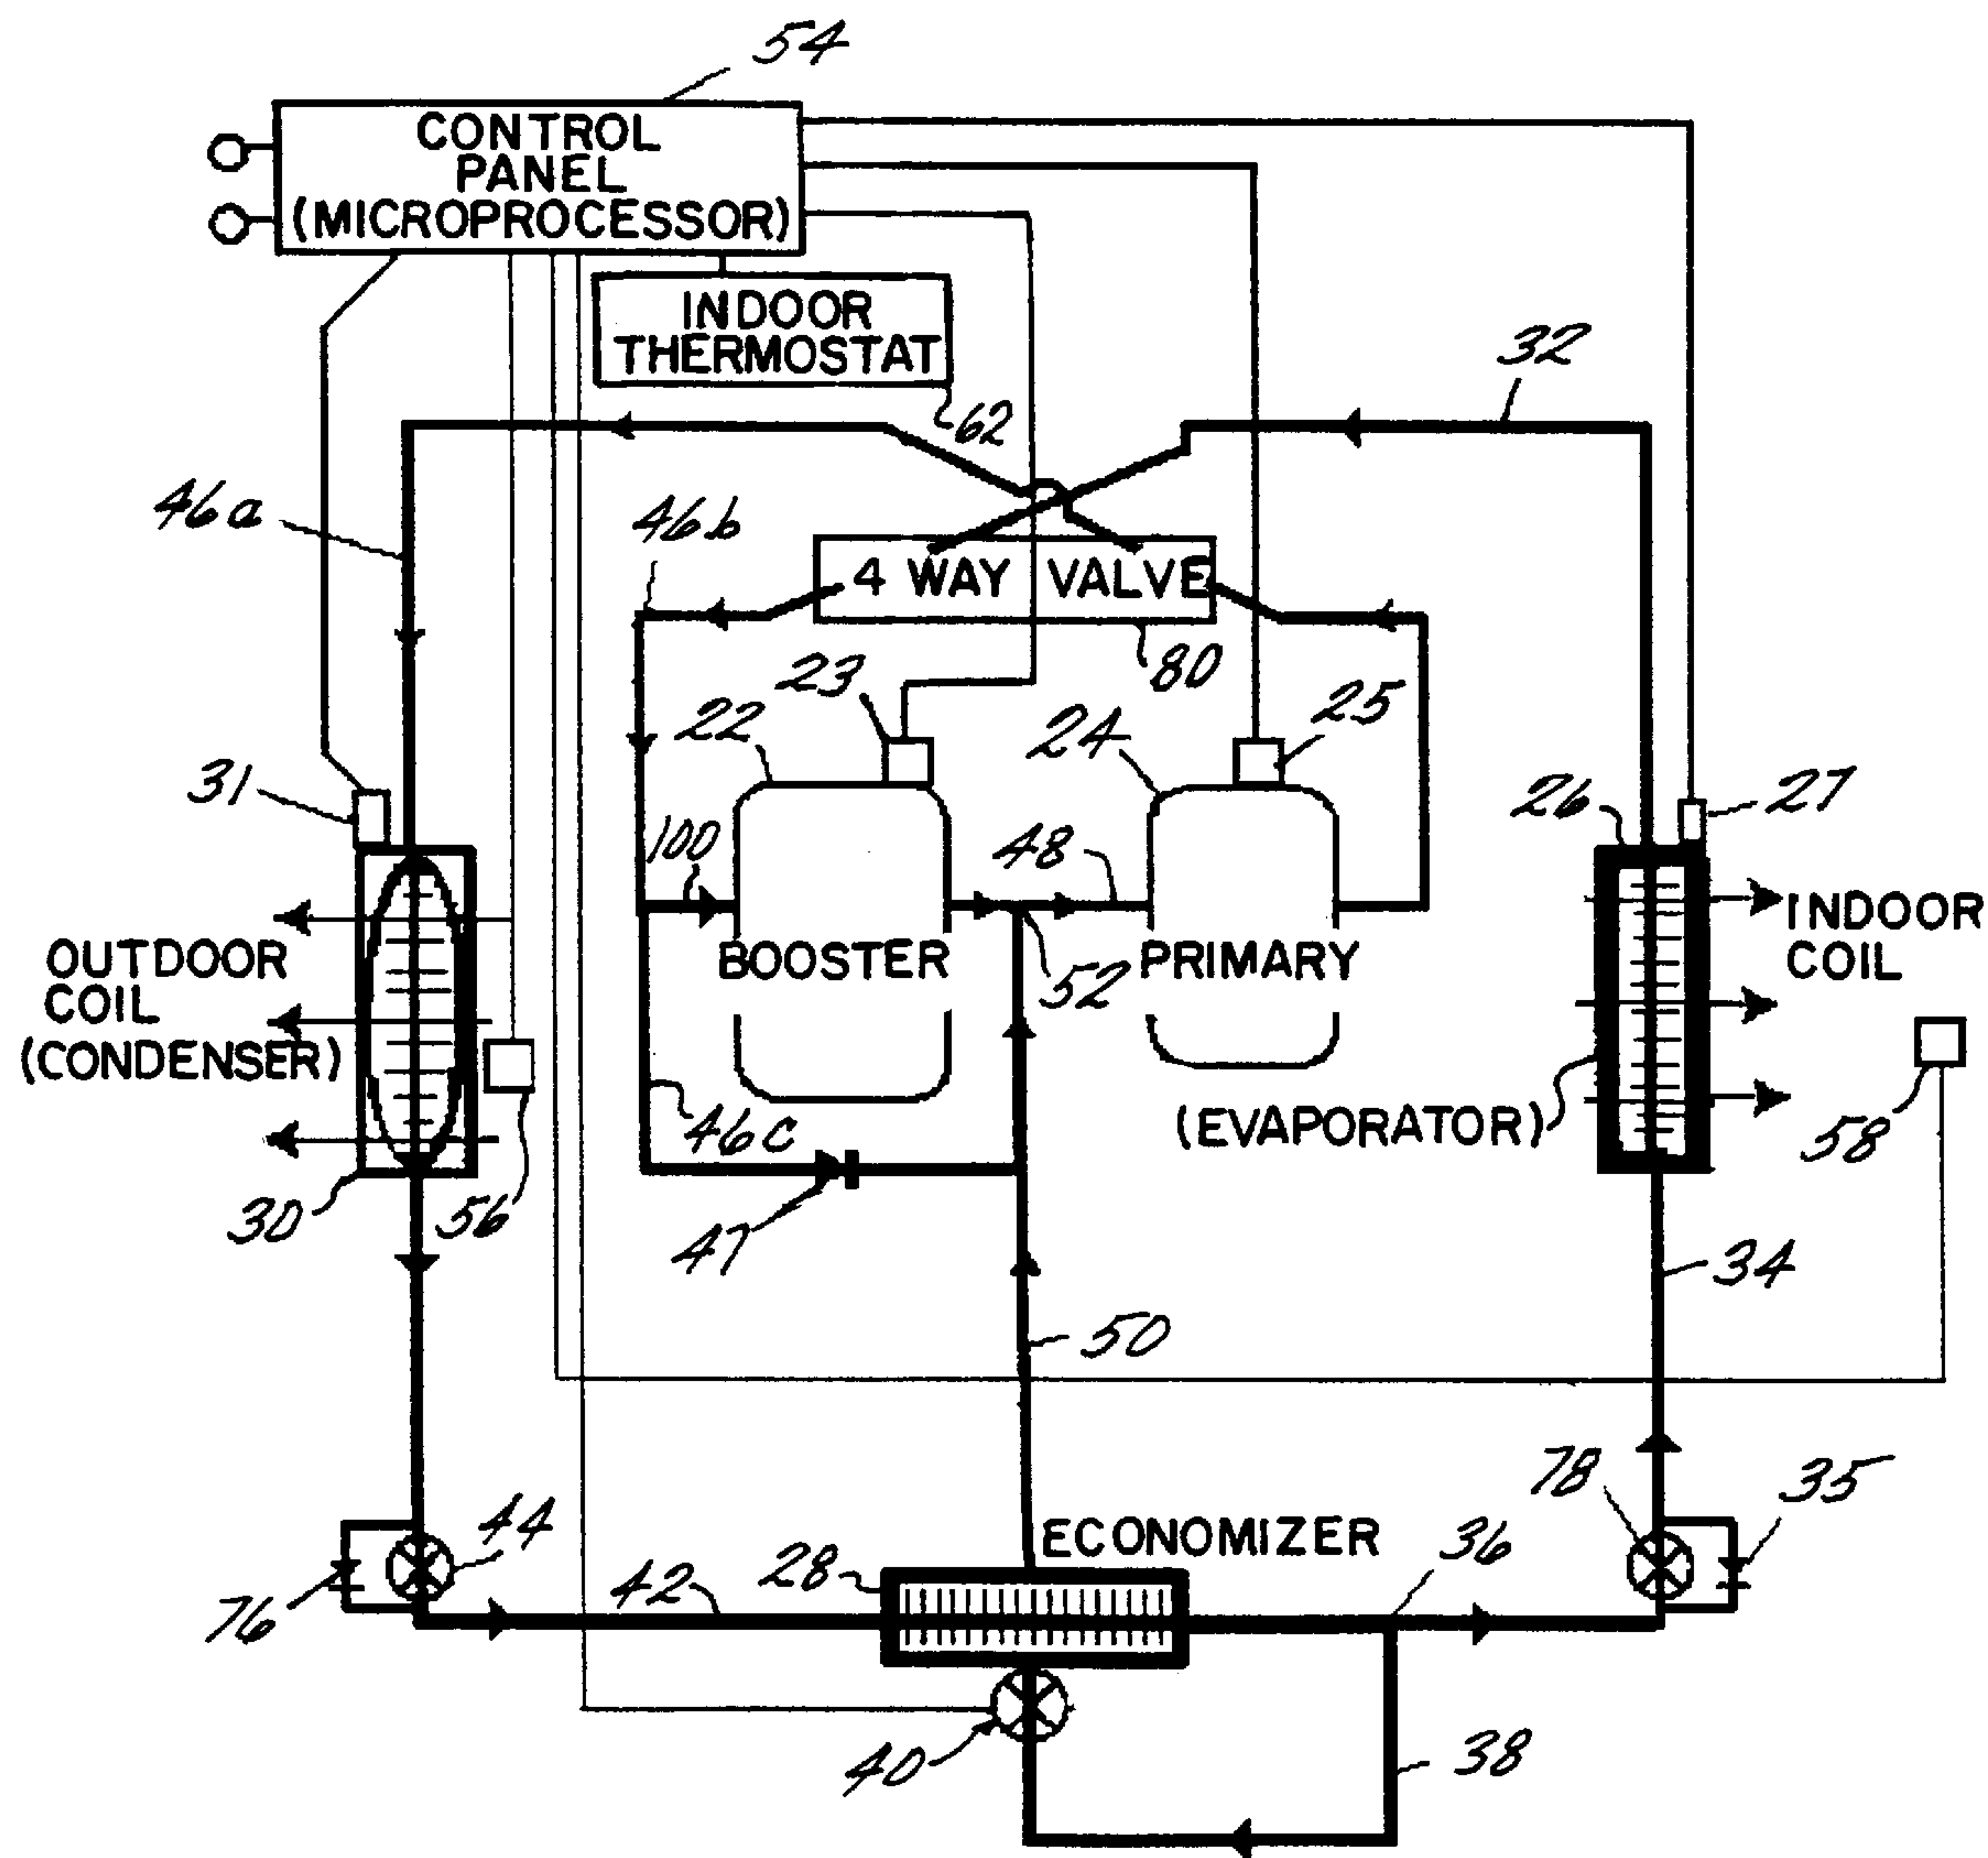 54
CONTROL
PANEL
(MICROPROCESSOR)
INDOOR
THERMOSTAT
62
32
46a
46b
4 WAY VALVE
80
23
22
24
25
31
26
27
100
48
OUTDOOR
COIL
(CONDENSER)
BOOSTER
52
PRIMARY
INDOOR
COIL
(EVAPORATOR)
58
46c
30
56
47
34
50
44
76
42
28
ECONOMIZER
36
78
35
40
38